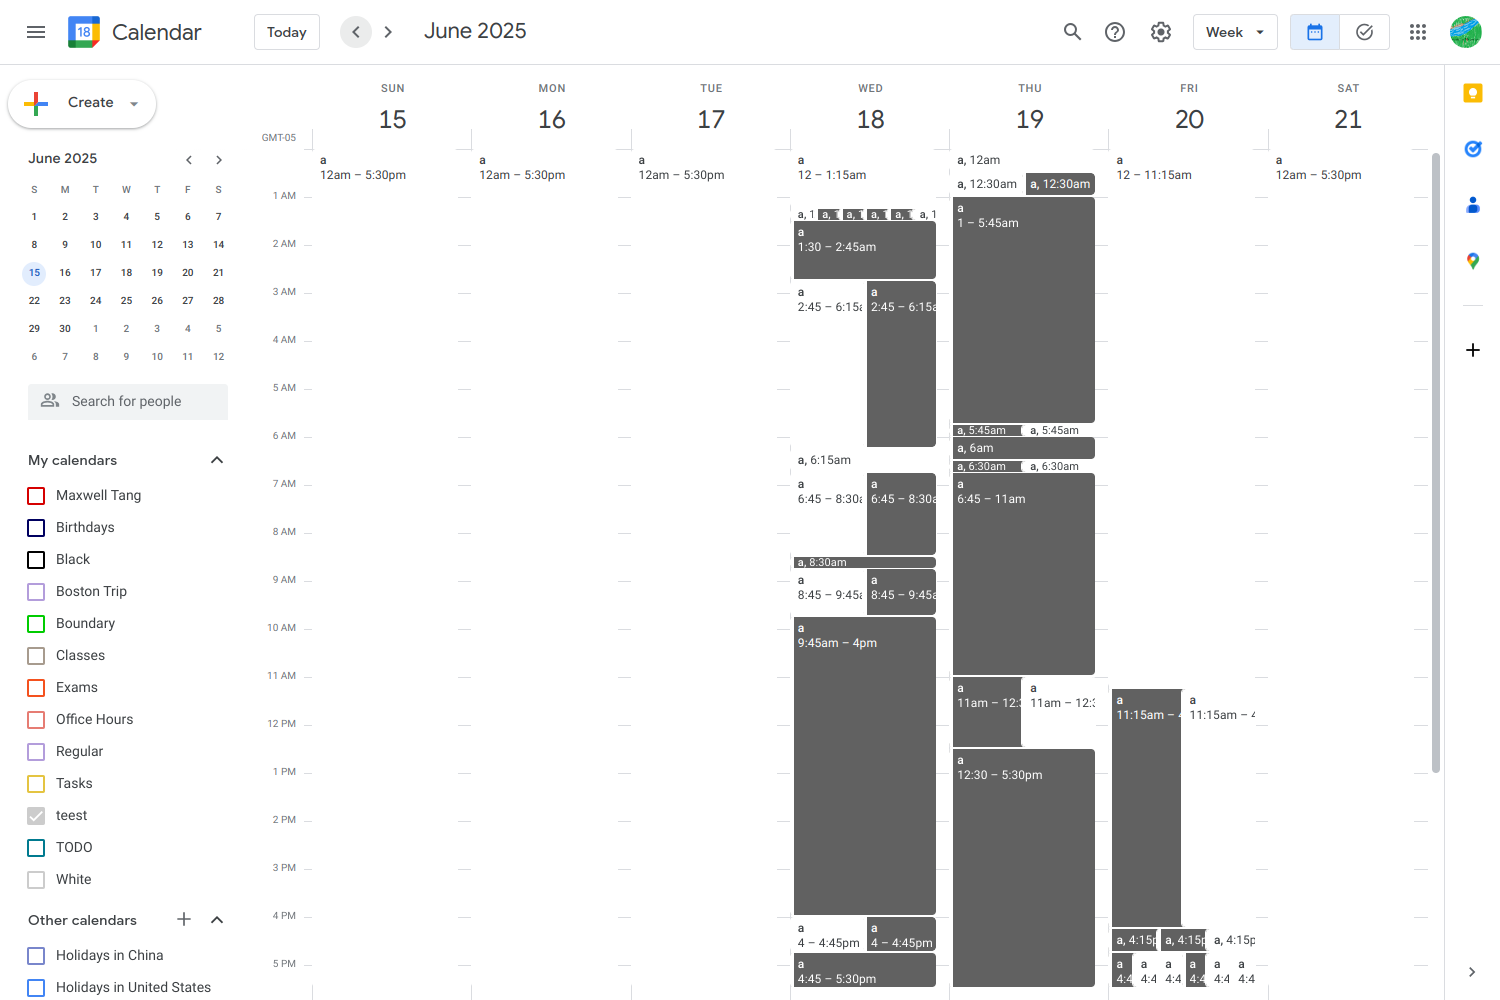 18 Calendar Today June 2025 Week
Create
SUN MON TUE WED THU FRI SAT
15 16 17 18 19 20 21
GMT-05
June 2025
S M T W T F S
1 2 3 4 5 6 7
8 9 10 11 12 13 14
15 16 17 18 19 20 21
22 23 24 25 26 27 28
29 30 1 2 3 4 5
6 7 8 9 10 11 12
Search for people
My calendars
Maxwell Tang
Birthdays
Black
Boston Trip
Boundary
Classes
Exams
Office Hours
Regular
Tasks
teest
TODO
White
Other calendars
Holidays in China
Holidays in United States
1 AM
2 AM
3 AM
4 AM
5 AM
6 AM
7 AM
8 AM
9 AM
10 AM
11 AM
12 PM
1 PM
2 PM
3 PM
4 PM
5 PM
a
12am – 5:30pm
a
12am – 5:30pm
a
12am – 5:30pm
a
12 – 1:15am
a, 1 a, 1 a, 1 a, 1 a, 1 a, 1
a
1:30 – 2:45am
a
2:45 – 6:15a
a
2:45 – 6:15a
a, 6:15am
a
6:45 – 8:30a
a
6:45 – 8:30a
a, 8:30am
a
8:45 – 9:45a
a
8:45 – 9:45a
a
9:45am – 4pm
a
4 – 4:45pm
a
4 – 4:45pm
a
4:45 – 5:30pm
a, 12am
a, 12:30am a, 12:30am
a
1 – 5:45am
a, 5:45am a, 5:45am
a, 6am
a, 6:30am a, 6:30am
a
6:45 – 11am
a
11am – 12:3
a
11am – 12:3
a
12:30 – 5:30pm
a
12 – 11:15am
a
11:15am – 4
a
11:15am – 4
a, 4:15p a, 4:15p a, 4:15p
a a a a a a
4:4 4:4 4:4 4:4 4:4 4:4
a
12am – 5:30pm